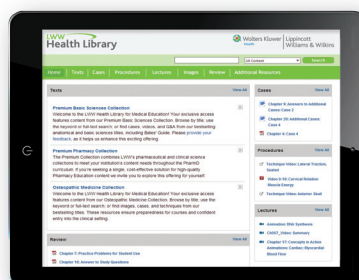 LWW
Health Library
Wolters Kluwer
Health
Lippincott
Williams & Wilkins
All Content
Search
Home Texts Cases Procedures Lectures Images Review Additional Resources
Texts View All
Premium Basic Sciences Collection
Welcome to the LWW Health Library for Medical Education! Your exclusive access
features content from our Premium Basic Sciences Collection. Browse by title, use
the keyword or full-text search, or find cases, videos, and Q&A from our bestselling
anatomical and basic sciences titles, including Bates' Guide. Please provide your
feedback, as it helps us enhance this exciting offering.
Premium Pharmacy Collection
The Premium Collection combines LWW's pharmaceutical and clinical science
collections to meet your institution's content needs throughout the PharmD
curriculum. If you're seeking a single, cost-effective solution for high-quality
Pharmacy Education content we invite you to explore this offering for yourself!
Osteopathic Medicine Collection
Welcome to the LWW Health Library for Medical Education! Your exclusive access
features content from our Osteopathic Medicine Collection. Browse by title, use the
keyword or full-text search, or find images, cases, and techniques from our
bestselling titles. These resources ensure preparedness for courses and confident
entry into the clinical setting.
Review View All
Chapter 7: Practice Problems for Student Use
Chapter 10: Answer to Study Questions
Cases View All
Chapter 9: Answers to Additional
Cases: Case 2
Chapter 20: Additional Cases:
Case 4
Chapter 6: Case 4
Procedures View All
Technique Video: Lateral Traction,
Seated
Video 9-59: Cervical Rotation
Muscle Energy
Technique Video: Anterior
Lectures View All
Animation: DNA Synthesis
Video Summary
Chapter 17: Concepts in Action
Animations: Cardiac: Myocardial
Blood Flow